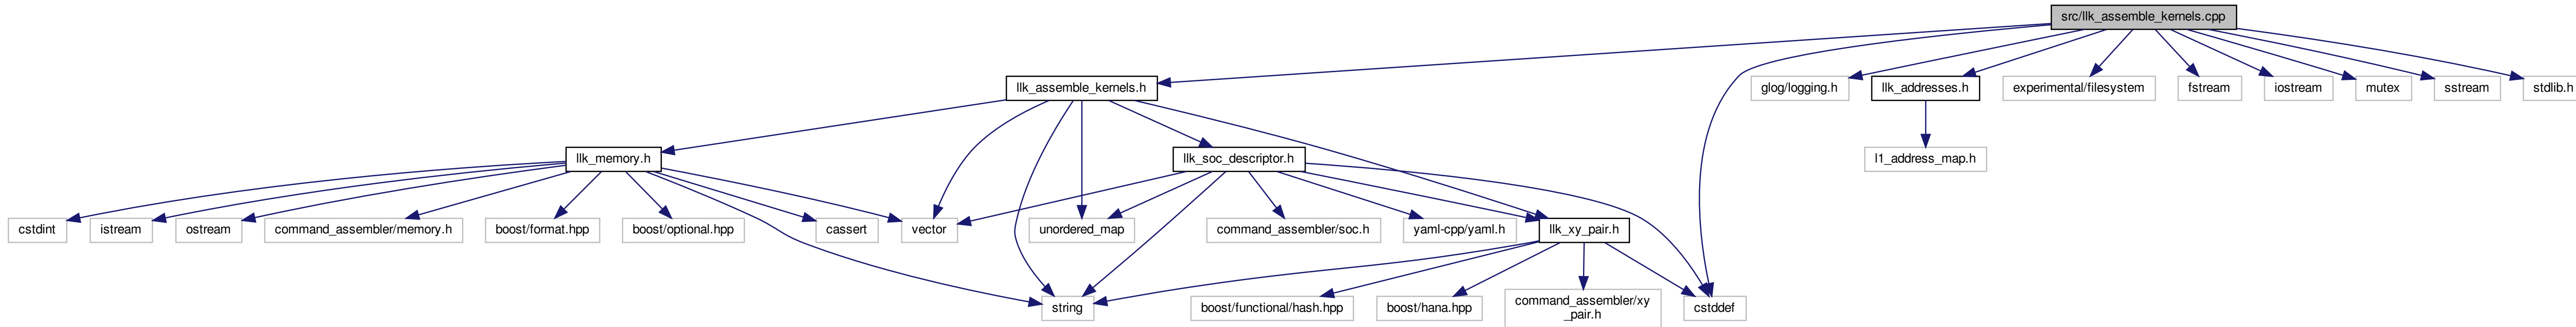 src/llk_assemble_kernels.cpp
llk_assemble_kernels.h
glog/logging.h
llk_addresses.h
experimental/filesystem
fstream
iostream
mutex
sstream
stdlib.h
llk_memory.h
llk_soc_descriptor.h
l1_address_map.h
cstdint
istream
ostream
command_assembler/memory.h
boost/format.hpp
boost/optional.hpp
cassert
vector
unordered_map
command_assembler/soc.h
yaml-cpp/yaml.h
llk_xy_pair.h
string
boost/functional/hash.hpp
boost/hana.hpp
command_assembler/xy
_pair.h
cstddef